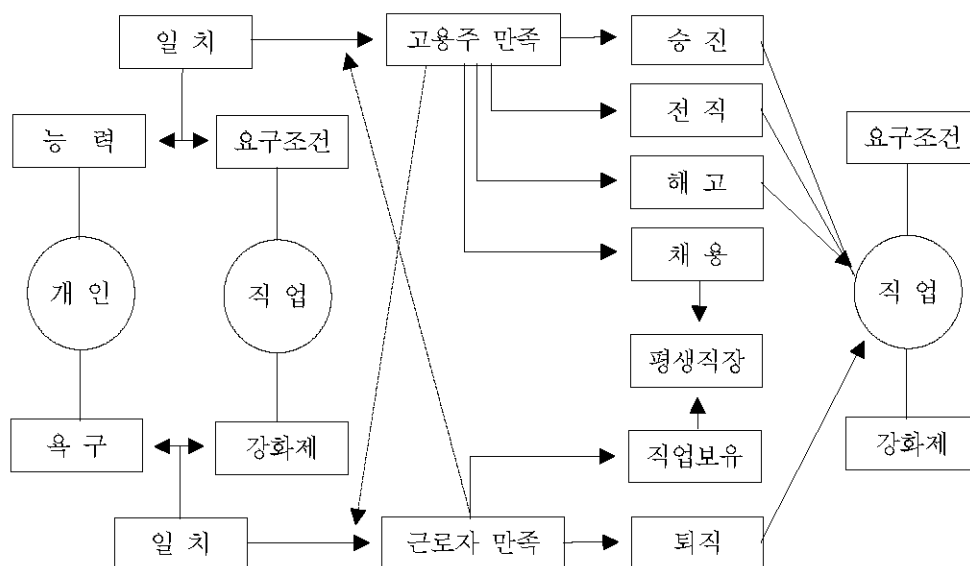 일 치
고용주 만족
승 진
전 직
능 력
요구조건
요구조건
해 고
채 용
개 인
직 업
직 업
평생직장
욕 구
강화제
직업보유
강화제
일 치
근로자 만족
퇴직